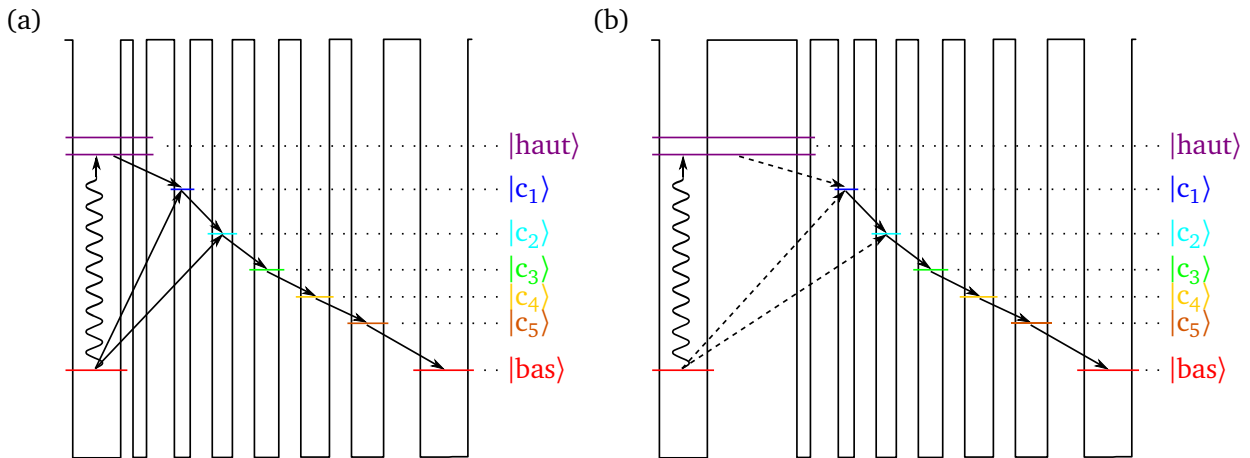 (a)
|haut⟩
|c₁⟩
|c₂⟩
|c₃⟩
|c₄⟩
|c₅⟩
|bas⟩
(b)
|haut⟩
|c₁⟩
|c₂⟩
|c₃⟩
|c₄⟩
|c₅⟩
|bas⟩